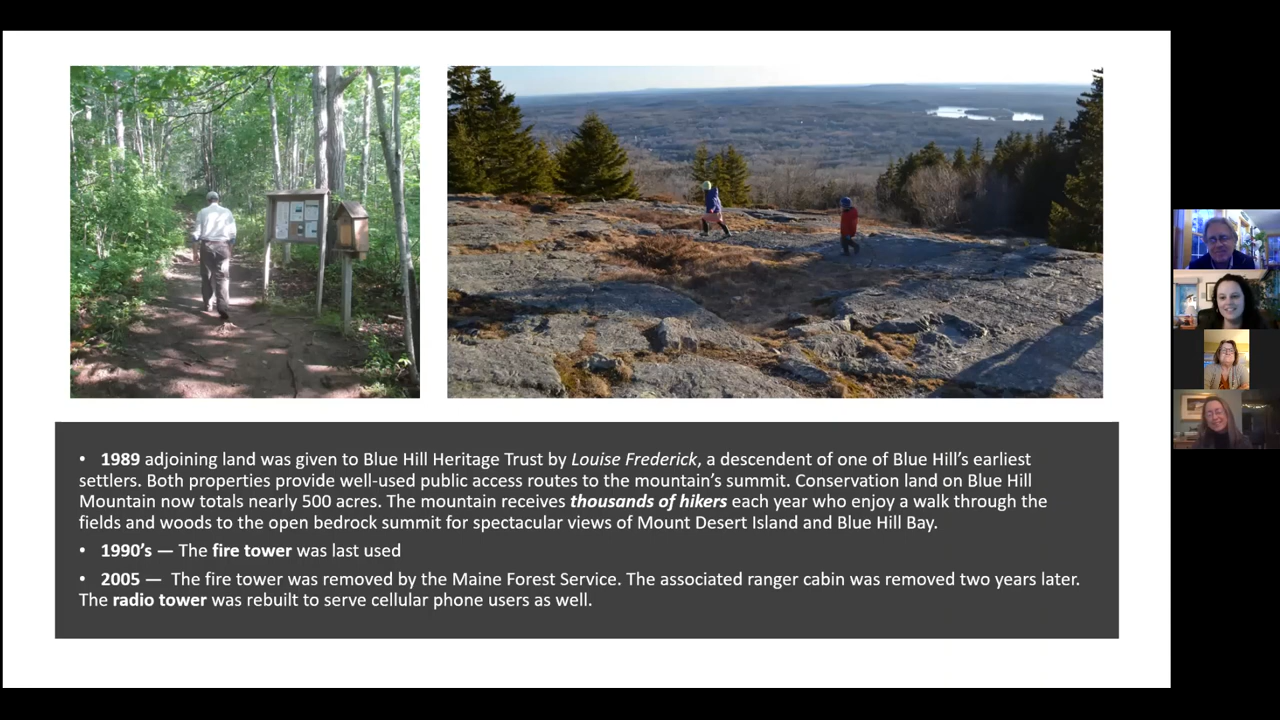 • 1989 adjoining land was given to Blue Hill Heritage Trust by Louise Frederick, a descendent of one of Blue Hill’s earliest
settlers. Both properties provide well-used public access routes to the mountain’s summit. Conservation land on Blue Hill
Mountain now totals nearly 500 acres. The mountain receives thousands of hikers each year who enjoy a walk through the
fields and woods to the open bedrock summit for spectacular views of Mount Desert Island and Blue Hill Bay.
• 1990’s — The fire tower was last used
• 2005 — The fire tower was removed by the Maine Forest Service. The associated ranger cabin was removed two years later.
The radio tower was rebuilt to serve cellular phone users as well.